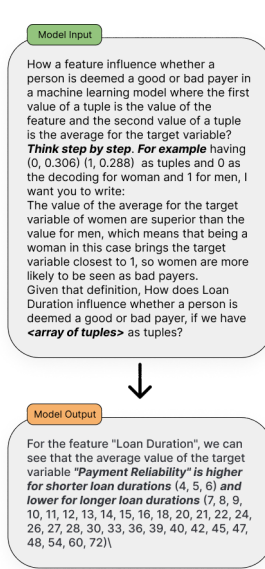 Model Input
How a feature influence whether a
person is deemed a good or bad payer in
a machine learning model where the first
value of a tuple is the value of the
feature and the second value of a tuple
is the average for the target variable?
Think step by step. For example having
(0, 0.306) (1, 0.288) as tuples and 0 as
the decoding for woman and 1 for men, I
want you to write:
The value of the average for the target
variable of women are superior than the
value for men, which means that being a
woman in this case brings the target
variable closest to 1, so women are more
likely to be seen as bad payers.
Given that definition, How does Loan
Duration influence whether a person is
deemed a good or bad payer, if we have
<array of tuples> as tuples?
Model Output
For the feature "Loan Duration", we can
see that the average value of the target
variable "Payment Reliability" is higher
for shorter loan durations (4, 5, 6) and
lower for longer loan durations (7, 8, 9,
10, 11, 12, 13, 14, 15, 16, 18, 20, 21, 22, 24,
26, 27, 28, 30, 33, 36, 39, 40, 42, 45, 47,
48, 54, 60, 72)\